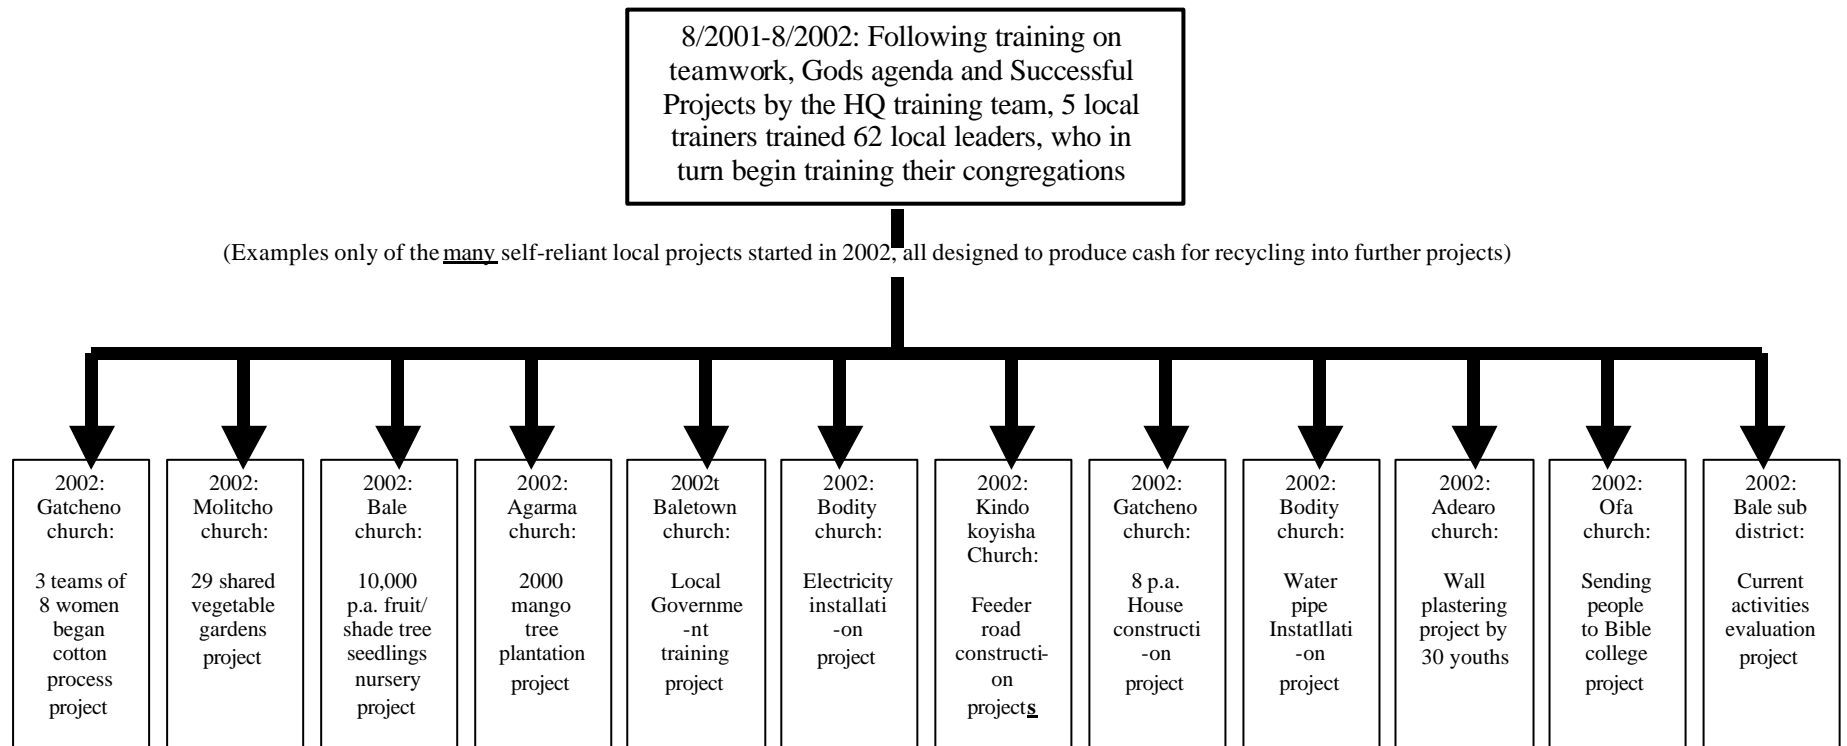 8/2001-8/2002: Following training on
teamwork, Gods agenda and Successful
Projects by the HQ training team, 5 local
trainers trained 62 local leaders, who in
turn begin training their congregations
(Examples only of the many self-reliant local projects started in 2002, all designed to produce cash for recycling into further projects)
2002:
Gatcheno
church:
3 teams of
8 women
began
cotton
process
project
2002:
Molitcho
church:
29 shared
vegetable
gardens
project
2002:
Bale
church:
10,000
p.a. fruit/
shade tree
seedlings
nursery
project
2002:
Agarma
church:
2000
mango
tree
plantation
project
2002t
Baletown
church:
Local
Governme
-nt
training
project
2002:
Bodity
church:
Electricity
installati
-on
project
2002:
Kindo
koyisha
Church:
Feeder
road
constructi-
on
projects
2002:
Gatcheno
church:
8 p.a.
House
constructi
-on
project
2002:
Bodity
church:
Water
pipe
Instatllati
-on
project
2002:
Adearo
church:
Wall
plastering
project by
30 youths
2002:
Ofa
church:
Sending
people
to Bible
college
project
2002:
Bale sub
district:
Current
activities
evaluation
project